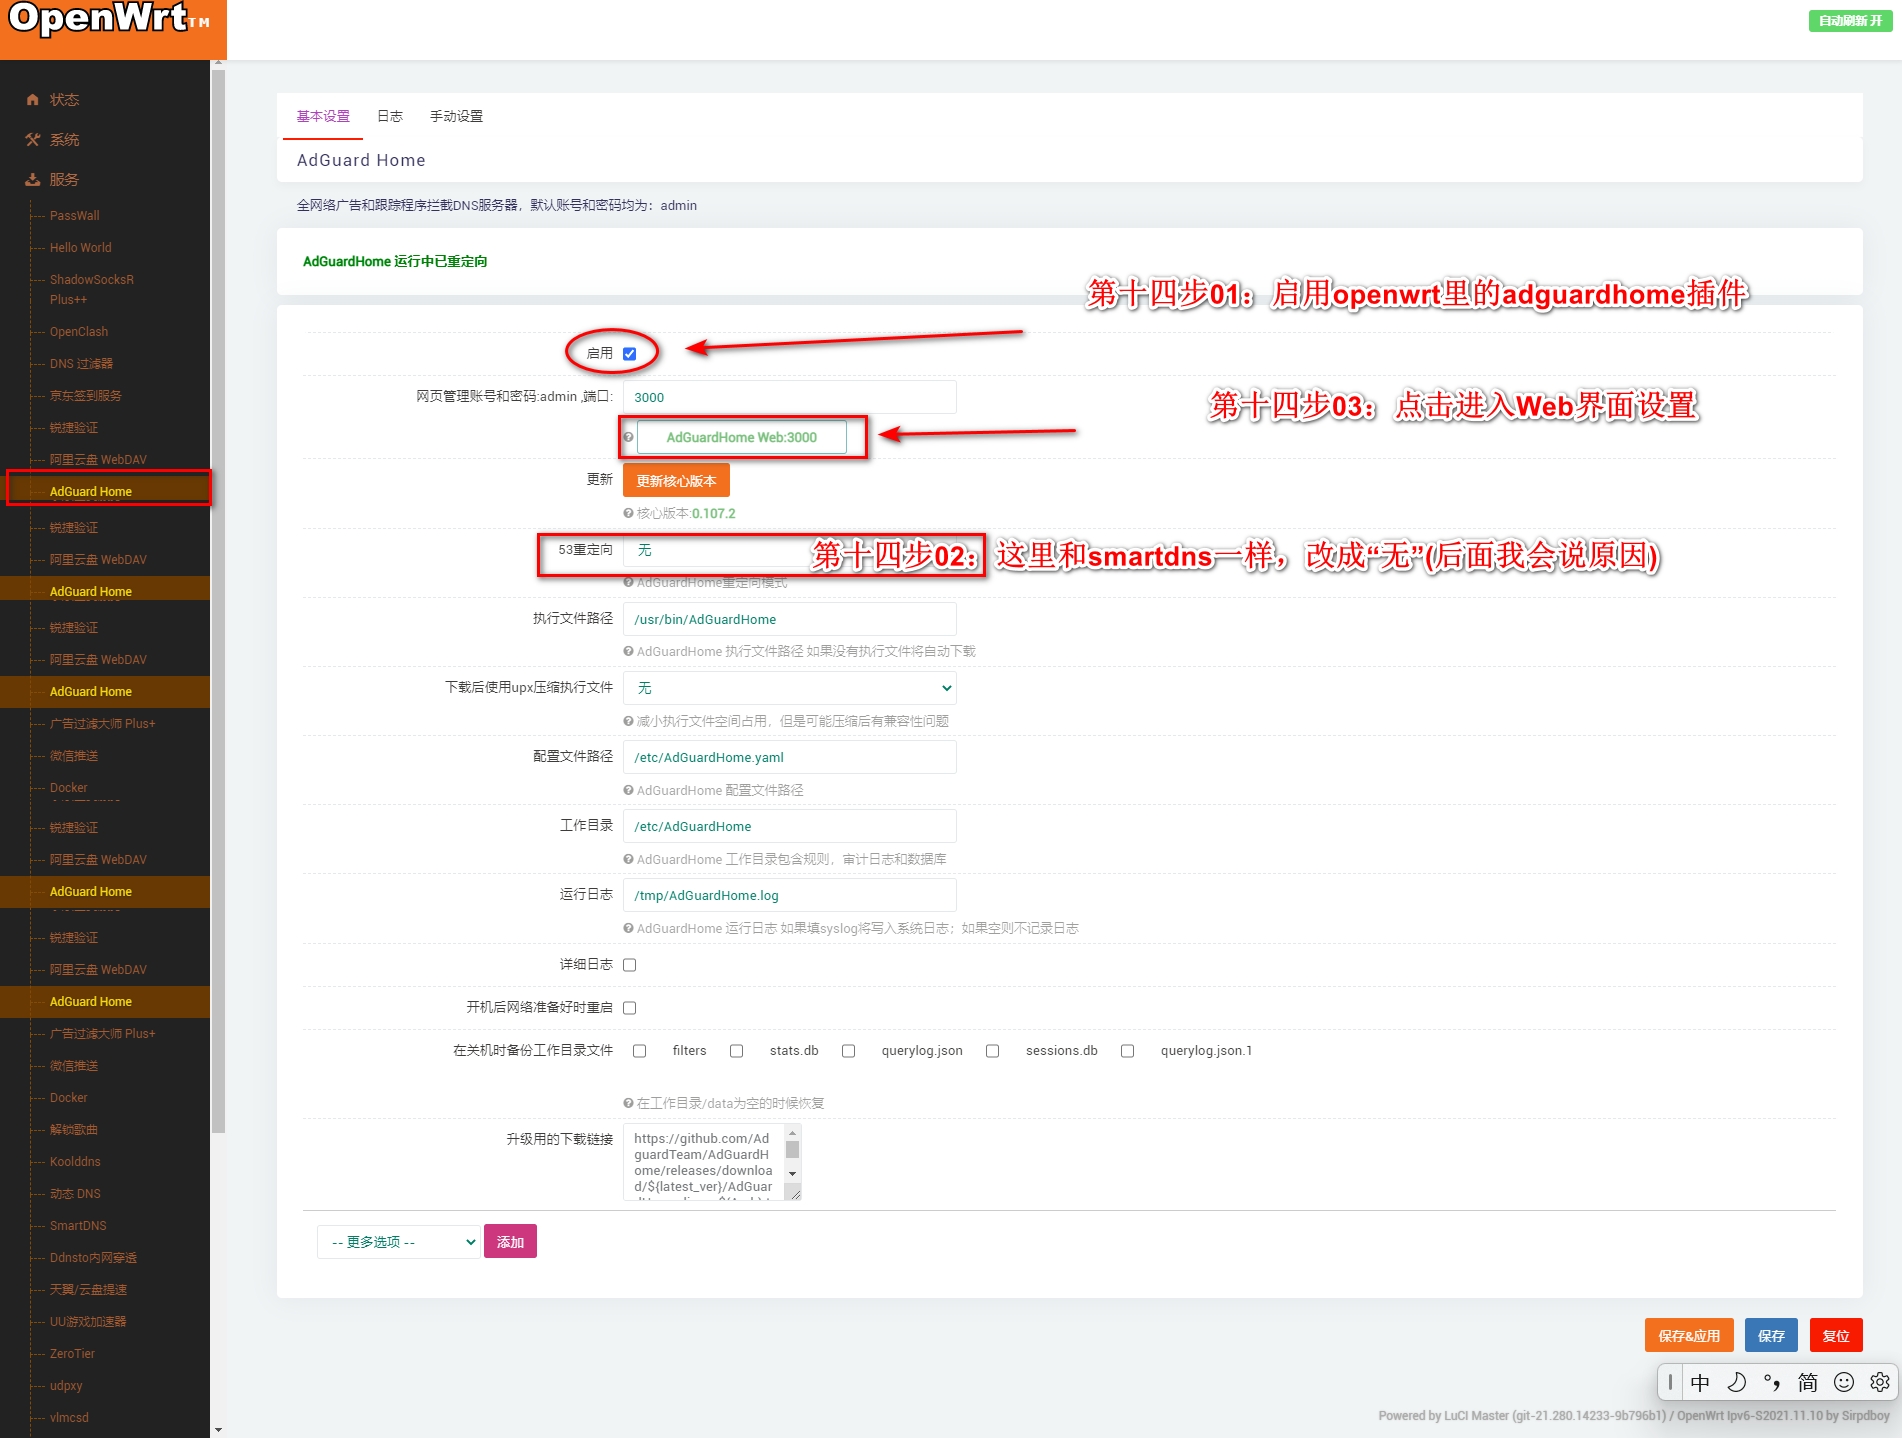 OpenWrt™
自动刷新 开
状态
系统
服务
PassWall
Hello World
ShadowSocksR
Plus++
OpenClash
DNS 过滤器
京东签到服务
锐捷验证
阿里云盘 WebDAV
AdGuard Home
锐捷验证
阿里云盘 WebDAV
AdGuard Home
锐捷验证
阿里云盘 WebDAV
AdGuard Home
广告过滤大师 Plus+
微信推送
Docker
锐捷验证
阿里云盘 WebDAV
AdGuard Home
锐捷验证
阿里云盘 WebDAV
AdGuard Home
广告过滤大师 Plus+
微信推送
Docker
解锁歌曲
Koolddns
动态 DNS
SmartDNS
Ddnsto内网穿透
天翼/云盘提速
UU游戏加速器
ZeroTier
udpxy
vlmcsd
基本设置 日志 手动设置
AdGuard Home
全网络广告和跟踪程序拦截DNS服务器，默认账号和密码均为：admin
AdGuardHome 运行中已重定向
第十四步01：启用openwrt里的adguardhome插件
启用
网页管理账号和密码:admin ,端口: 3000
第十四步03：点击进入Web界面设置
AdGuardHome Web:3000
更新 更新核心版本
核心版本:0.107.2
53重定向 无
第十四步02：这里和smartdns一样，改成“无”(后面我会说原因)
AdGuardHome重定向模式
执行文件路径 /usr/bin/AdGuardHome
AdGuardHome 执行文件路径 如果没有执行文件将自动下载
下载后使用upx压缩执行文件 无
减小执行文件空间占用，但是可能压缩后有兼容性问题
配置文件路径 /etc/AdGuardHome.yaml
AdGuardHome 配置文件路径
工作目录 /etc/AdGuardHome
AdGuardHome 工作目录包含规则，审计日志和数据库
运行日志 /tmp/AdGuardHome.log
AdGuardHome 运行日志 如果填syslog将写入系统日志；如果空则不记录日志
详细日志
开机后网络准备好时重启
在关机时备份工作目录文件 filters stats.db querylog.json sessions.db querylog.json.1
在工作目录/data为空的时候恢复
升级用的下载链接
https://github.com/Ad
guardTeam/AdGuardH
ome/releases/downloa
d/${latest_ver}/AdGuar
-- 更多选项 -- 添加
保存&应用 保存 复位
中 简
Powered by LuCI Master (git-21.280.14233-9b796b1) / OpenWrt Ipv6-S2021.11.10 by Sirpdboy